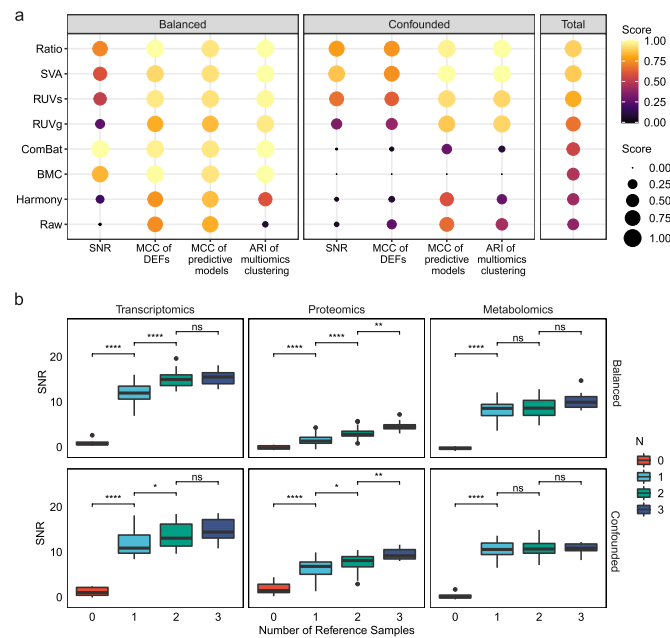 a
Balanced
Confounded
Total
Ratio
SVA
RUVs
RUVg
ComBat
BMC
Harmony
Raw
SNR
MCC of
DEFs
MCC of
predictive
models
ARI of
multiomics
clustering
SNR
MCC of
DEFs
MCC of
predictive
models
ARI of
multiomics
clustering
Score
1.00
0.75
0.50
0.25
0.00
Score
0.00
0.25
0.50
0.75
1.00
b
Transcriptomics
Proteomics
Metabolomics
SNR
20
10
0
**** **** ns
**** **** **
**** ns ns
Balanced
SNR
20
10
0
**** * ns
**** * **
**** ns ns
Confounded
0 1 2 3
0 1 2 3
0 1 2 3
Number of Reference Samples
N
0
1
2
3